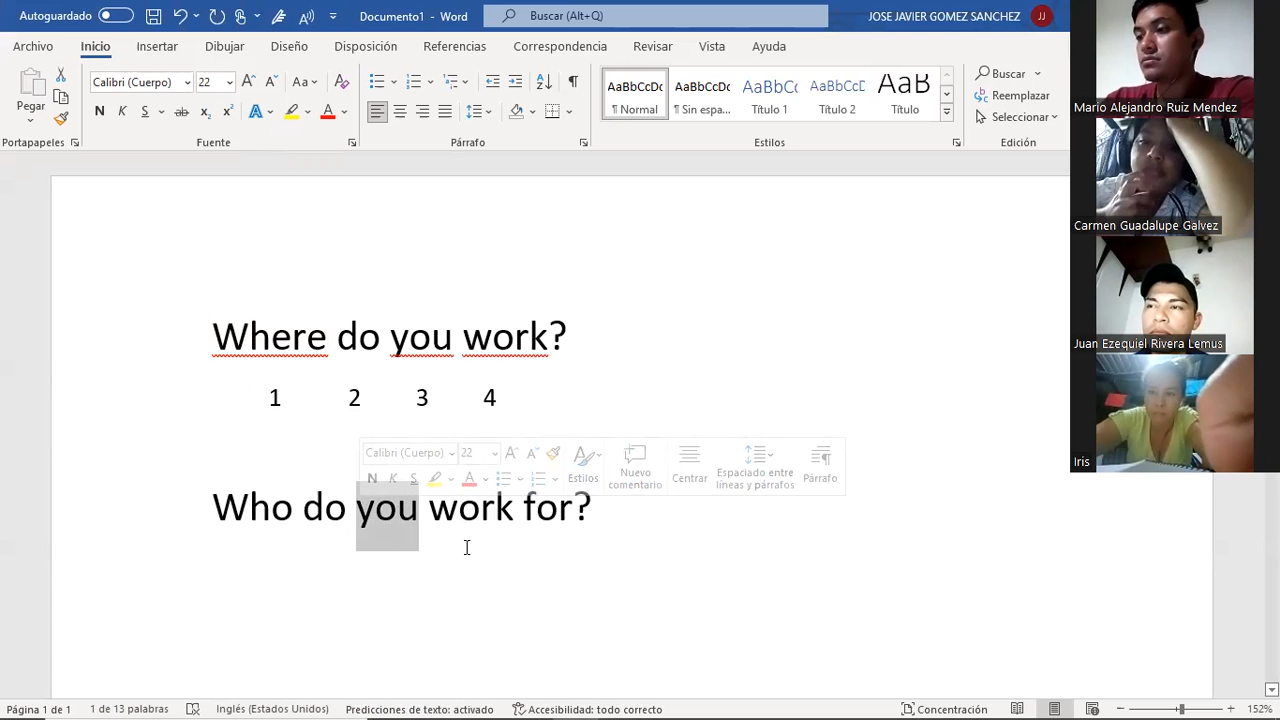 Autoguardado
Documento1 - Word
Buscar (Alt+Q)
JOSE JAVIER GOMEZ SANCHEZ JJ
Archivo Inicio Insertar Dibujar Diseño Disposición Referencias Correspondencia Revisar Vista Ayuda
Pegar
Calibri (Cuerpo) 22
Aa
N K S ab x₂ x²
AaBbCcDc AaBbCcDc AaBbCc AaBbCcD AaB
¶ Normal ¶ Sin espa... Título 1 Título 2 Título
Buscar
Reemplazar
Seleccionar
Portapapeles Fuente Párrafo Estilos Edición
Mario Alejandro Ruiz Mendez
Carmen Guadalupe Galvez
Juan Ezequiel Rivera Lemus
Iris
Where do you work?
1 2 3 4
Calibri (Cuerpo) 22
N K S
Estilos
Nuevo comentario
Centrar
Espaciado entre líneas y párrafos
Párrafo
Who do you work for?
Página 1 de 1 1 de 13 palabras Inglés (Estados Unidos) Predicciones de texto: activado Accesibilidad: todo correcto Concentración 152%